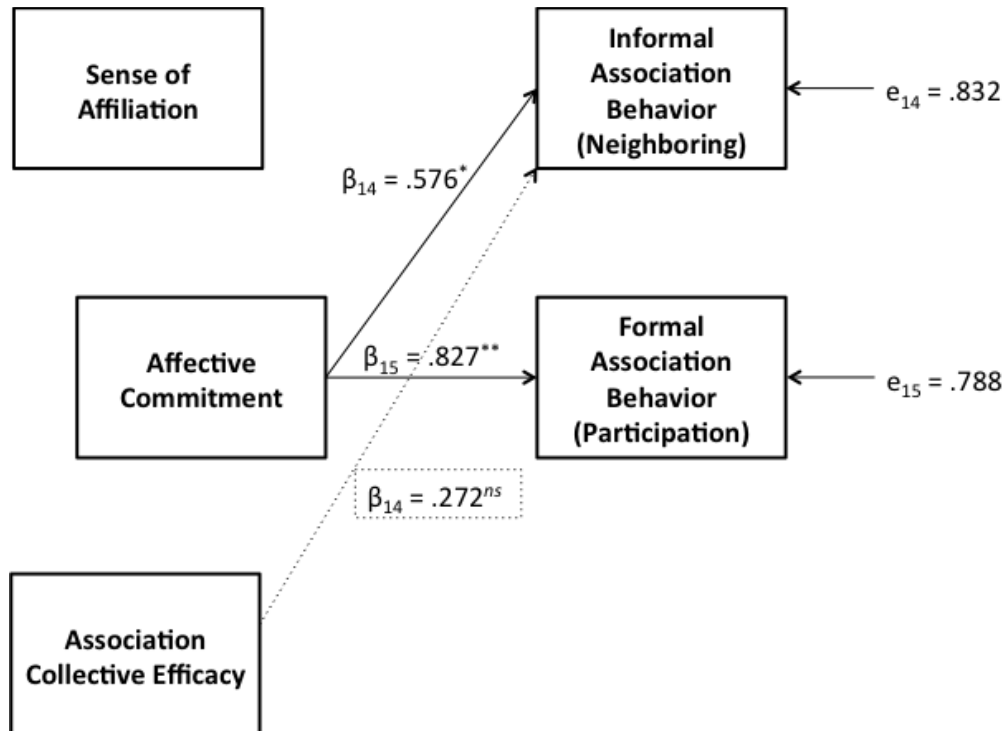 Sense of
Affiliation
Informal
Association
Behavior
(Neighboring)
e14 = .832
β14 = .576*
Affective
Commitment
β15 = .827**
Formal
Association
Behavior
(Participation)
e15 = .788
β14 = .272ns
Association
Collective Efficacy